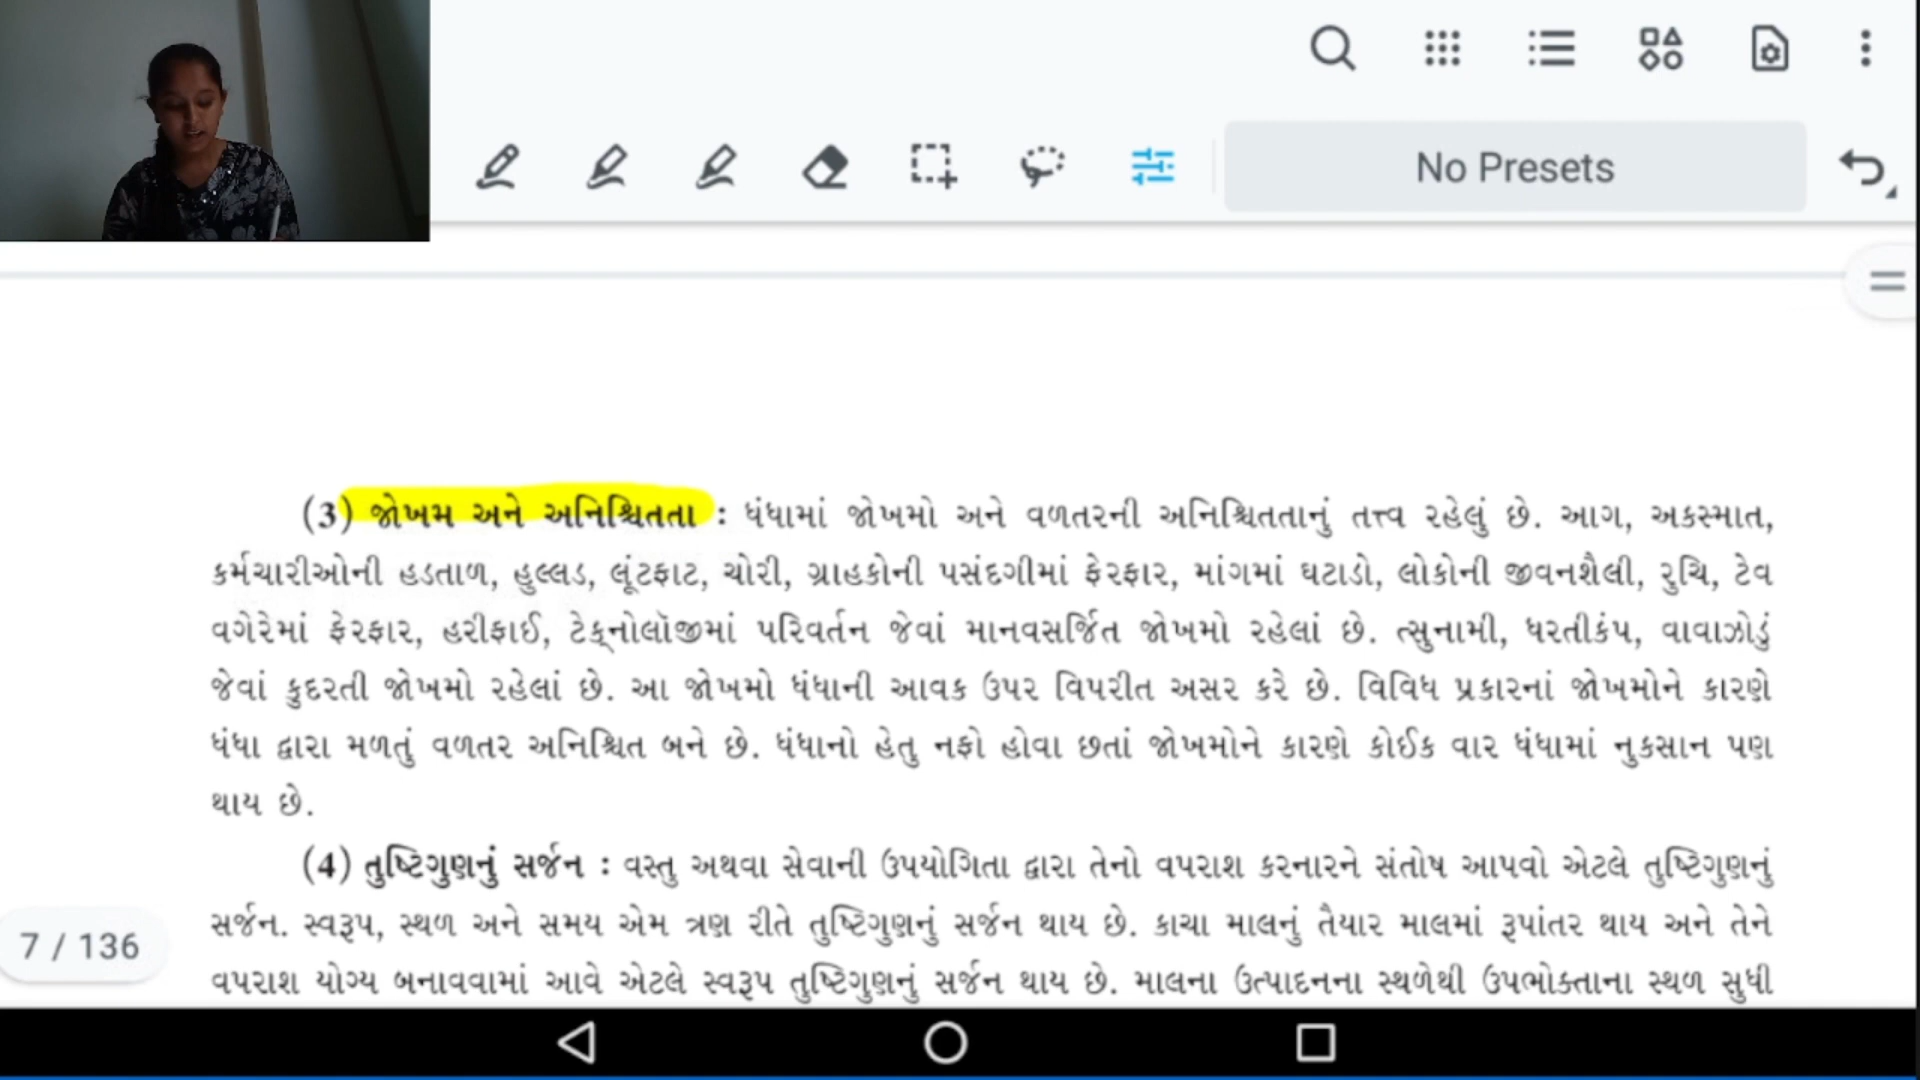 No Presets
(3) જોખમ અને અનિશ્ચિતતા : ધંધામાં જોખમો અને વળતરની અનિશ્ચિતતાનું તત્ત્વ રહેલું છે. આગ, અકસ્માત,
કર્મચારીઓની હડતાળ, હુલ્લડ, લૂંટફાટ, ચોરી, ગ્રાહકોની પસંદગીમાં ફેરફાર, માંગમાં ઘટાડો, લોકોની જીવનશૈલી, રુચિ, ટેવ
વગેરેમાં ફેરફાર, હરીફાઈ, ટેક્નોલૉજીમાં પરિવર્તન જેવાં માનવસર્જિત જોખમો રહેલાં છે. ત્સુનામી, ધરતીકંપ, વાવાઝોડું
જેવાં કુદરતી જોખમો રહેલાં છે. આ જોખમો ધંધાની આવક ઉપર વિપરીત અસર કરે છે. વિવિધ પ્રકારનાં જોખમોને કારણે
ધંધા દ્વારા મળતું વળતર અનિશ્ચિત બને છે. ધંધાનો હેતુ નફો હોવા છતાં જોખમોને કારણે કોઈક વાર ધંધામાં નુકસાન પણ
થાય છે.
(4) તુષ્ટિગુણનું સર્જન : વસ્તુ અથવા સેવાની ઉપયોગિતા દ્વારા તેનો વપરાશ કરનારને સંતોષ આપવો એટલે તુષ્ટિગુણનું
સર્જન. સ્વરૂપ, સ્થળ અને સમય એમ ત્રણ રીતે તુષ્ટિગુણનું સર્જન થાય છે. કાચા માલનું તૈયાર માલમાં રૂપાંતર થાય અને તેને
7 / 136
વપરાશ યોગ્ય બનાવવામાં આવે એટલે સ્વરૂપ તુષ્ટિગુણનું સર્જન થાય છે. માલના ઉત્પાદનના સ્થળેથી ઉપભોક્તાના સ્થળ સુધી